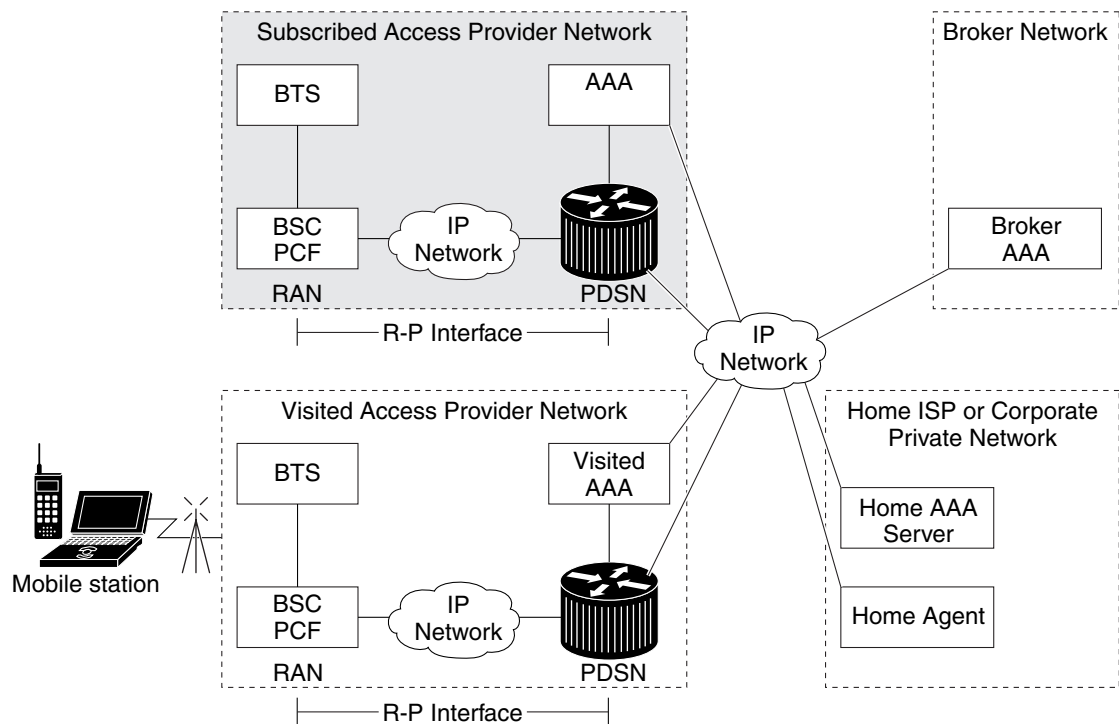 Subscribed Access Provider Network
BTS
AAA
BSC
PCF
IP
Network
RAN
PDSN
R-P Interface
Broker Network
Broker
AAA
IP
Network
Visited Access Provider Network
BTS
Visited
AAA
BSC
PCF
IP
Network
RAN
PDSN
R-P Interface
Mobile station
Home ISP or Corporate
Private Network
Home AAA
Server
Home Agent